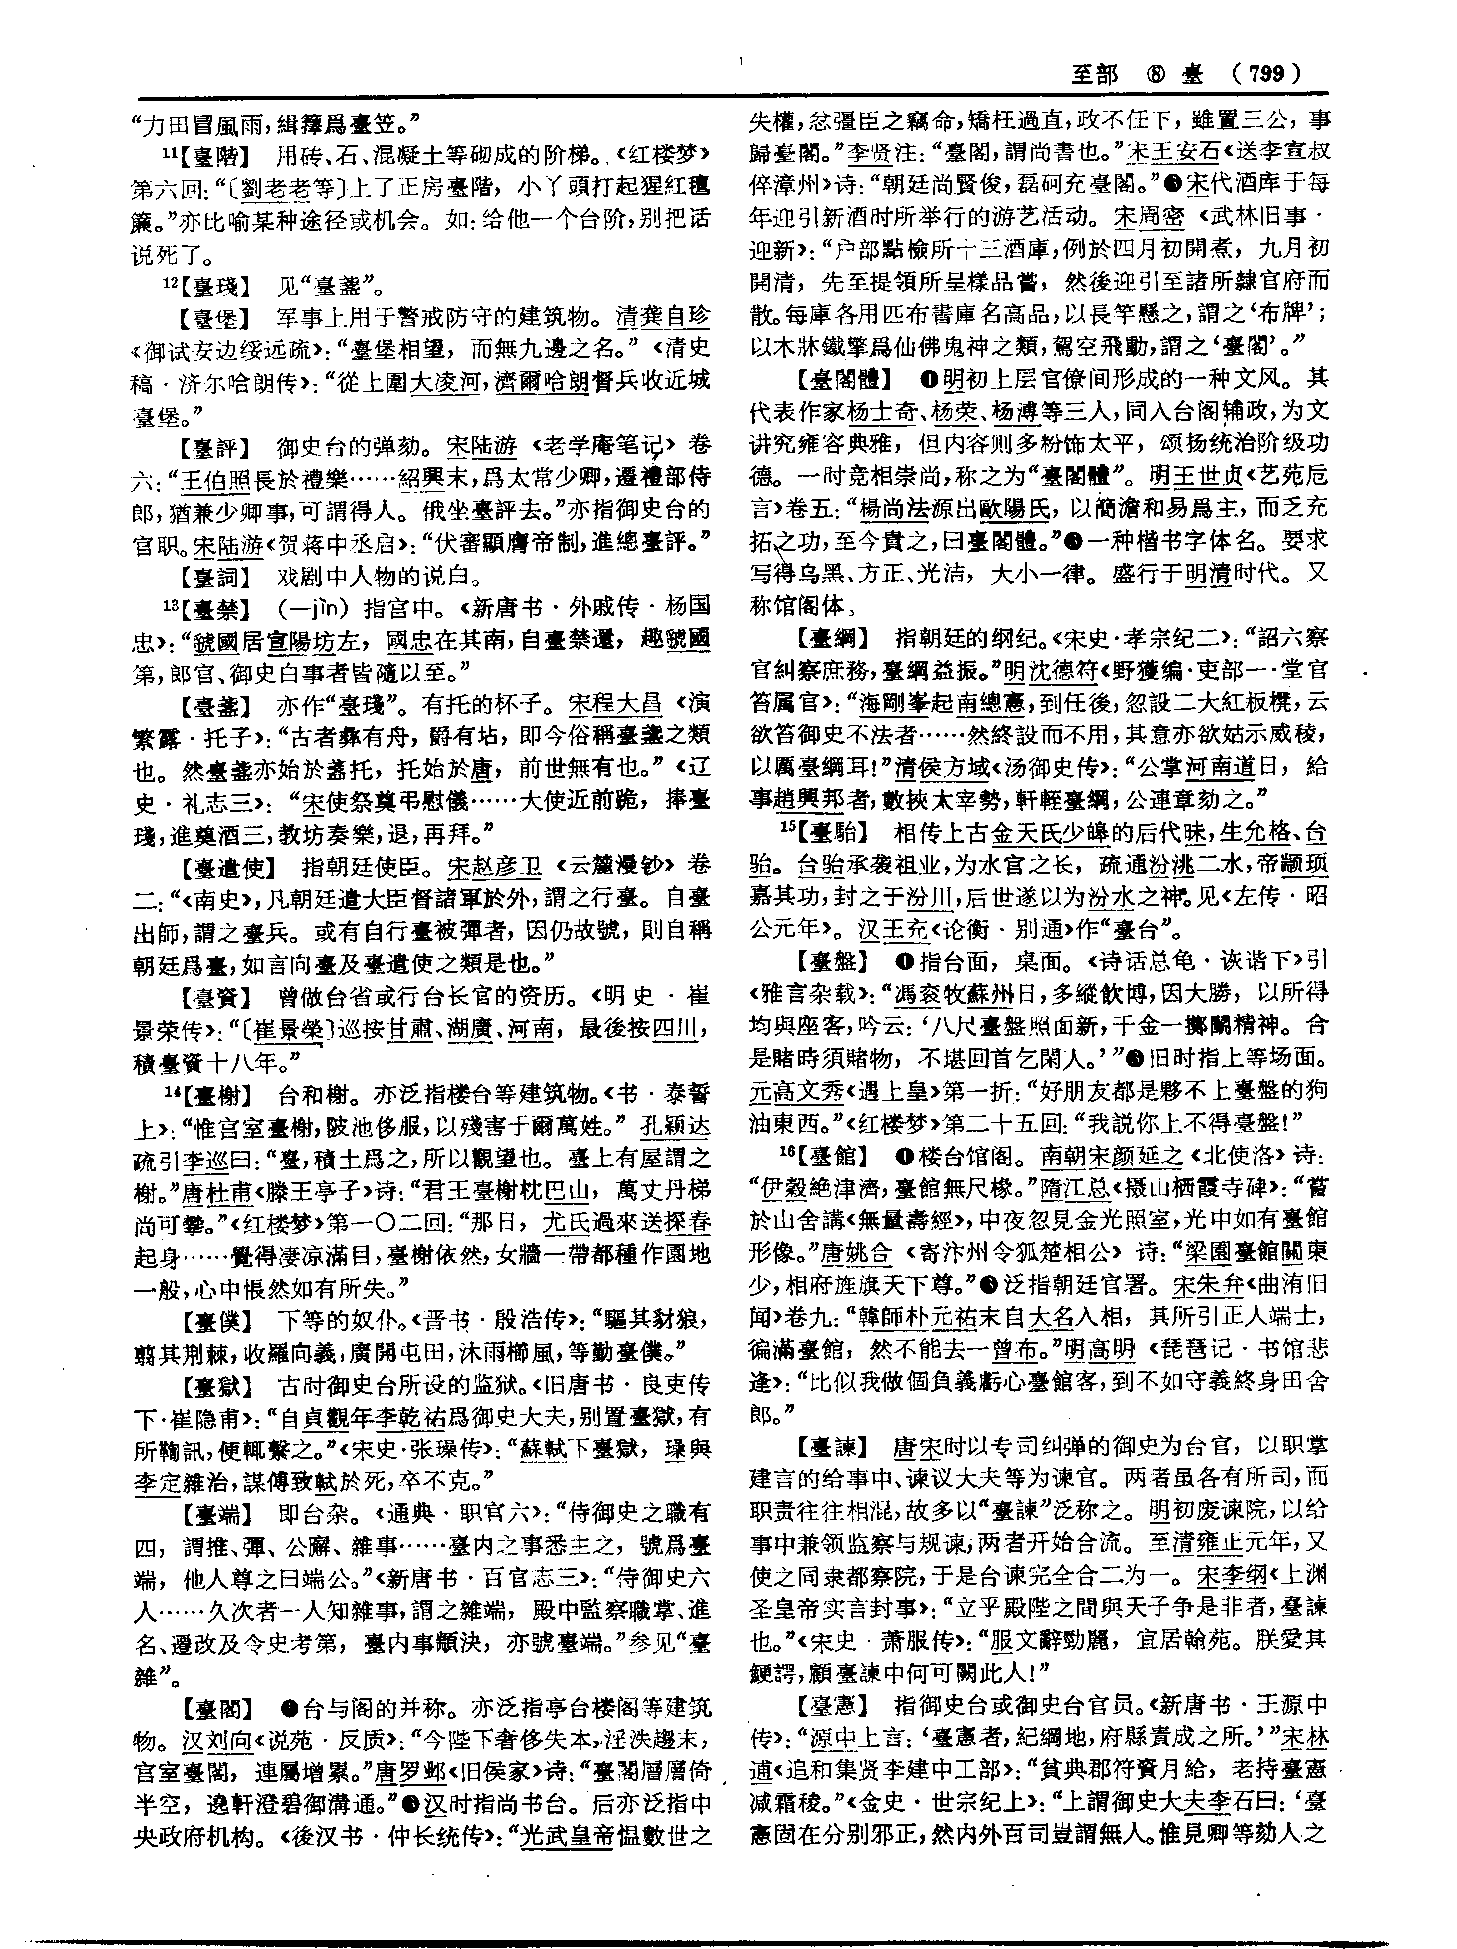 至部 ⑧ 臺 (799)
“力田冒風雨，緝籜爲臺笠。”
11【臺階】 用砖、石、混凝土等砌成的阶梯。《红楼梦》
第六回：“〔劉老老等〕上了正房臺階，小丫頭打起猩紅氊
簾。”亦比喻某种途径或机会。如：给他一个台阶，别把话
说死了。
12【臺琖】 见“臺盞”。
【臺堡】 军事上用于警戒防守的建筑物。清龚自珍
《御试安边绥远疏》：“臺堡相望，而無九邊之名。”《清史
稿·济尔哈朗传》：“從上圍大凌河，濟爾哈朗督兵收近城
臺堡。”
【臺評】 御史台的弹劾。宋陆游《老学庵笔记》卷
六：“王伯照長於禮樂……紹興末，爲太常少卿，遷禮部侍
郎，猶兼少卿事，可謂得人。俄坐臺評去。”亦指御史台的
官职。宋陆游《贺蒋中丞启》：“伏審顯膺帝制，進總臺評。”
【臺詞】 戏剧中人物的说白。
13【臺禁】 （—jìn）指宫中。《新唐书·外戚传·杨国
忠》：“虢國居宣陽坊左，國忠在其南，自臺禁還，趣虢國
第，郎官、御史白事者皆隨以至。”
【臺盞】 亦作“臺琖”。有托的杯子。宋程大昌《演
繁露·托子》：“古者彝有舟，爵有坫，即今俗稱臺盞之類
也。然臺盞亦始於盞托，托始於唐，前世無有也。”《辽
史·礼志三》：“宋使祭奠弔慰儀……大使近前跪，捧臺
琖，進奠酒三，教坊奏樂，退，再拜。”
【臺遣使】 指朝廷使臣。宋赵彦卫《云麓漫钞》卷
二：“《南史》，凡朝廷遣大臣督諸軍於外，謂之行臺。自臺
出師，謂之臺兵。或有自行臺被彈者，因仍故號，則自稱
朝廷爲臺，如言向臺及臺遣使之類是也。”
【臺資】 曾做台省或行台长官的资历。《明史·崔
景荣传》：“〔崔景榮〕巡按甘肅、湖廣、河南，最後按四川，
積臺資十八年。”
14【臺榭】 台和榭。亦泛指楼台等建筑物。《书·泰誓
上》：“惟宫室臺榭，陂池侈服，以殘害于爾萬姓。”孔颖达
疏引李巡曰：“臺，積土爲之，所以觀望也。臺上有屋謂之
榭。”唐杜甫《滕王亭子》诗：“君王臺榭枕巴山，萬丈丹梯
尚可攀。”《红楼梦》第一〇二回：“那日，尤氏過來送探春
起身……覺得凄凉滿目，臺榭依然，女牆一帶都種作園地
一般，心中悵然如有所失。”
【臺僕】 下等的奴仆。《晋书·殷浩传》：“驅其豺狼，
翦其荆棘，收羅向義，廣開屯田，沐雨櫛風，等勤臺僕。”
【臺獄】 古时御史台所设的监狱。《旧唐书·良吏传
下·崔隐甫》：“自貞觀年李乾祐爲御史大夫，别置臺獄，有
所鞫訊，便輒繫之。”《宋史·张璪传》：“蘇軾下臺獄，璪與
李定雜治，謀傅致軾於死，卒不克。”
【臺端】 即台杂。《通典·职官六》：“侍御史之職有
四，謂推、彈、公廨、雜事……臺内之事悉主之，號爲臺
端，他人尊之曰端公。”《新唐书·百官志三》：“侍御史六
人……久次者一人知雜事，謂之雜端，殿中監察職掌、進
名、遷改及令史考第，臺内事顓決，亦號臺端。”参见“臺
雜”。
【臺閣】 ❶台与阁的并称。亦泛指亭台楼阁等建筑
物。汉刘向《说苑·反质》：“今陛下奢侈失本，淫泆趨末，
宫室臺閣，連屬增累。”唐罗邺《旧侯家》诗：“臺閣層層倚
半空，遶軒澄碧御溝通。”❷汉时指尚书台。后亦泛指中
央政府机构。《後汉书·仲长统传》：“光武皇帝愠數世之
失權，忿彊臣之竊命，矯枉過直，政不任下，雖置三公，事
歸臺閣。”李贤注：“臺閣，謂尚書也。”宋王安石《送李宣叔
倅漳州》诗：“朝廷尚賢俊，磊砢充臺閣。”❸宋代酒库于每
年迎引新酒时所举行的游艺活动。宋周密《武林旧事·
迎新》：“户部點檢所十三酒庫，例於四月初開煮，九月初
開清，先至提領所呈樣品嘗，然後迎引至諸所隸官府而
散。每庫各用匹布書庫名高品，以長竿懸之，謂之‘布牌’；
以木牀鐵擎爲仙佛鬼神之類，駕空飛動，謂之‘臺閣’。”
【臺閣體】 ❶明初上层官僚间形成的一种文风。其
代表作家杨士奇、杨荣、杨溥等三人，同入台阁辅政，为文
讲究雍容典雅，但内容则多粉饰太平，颂扬统治阶级功
德。一时竞相崇尚，称之为“臺閣體”。明王世贞《艺苑卮
言》卷五：“楊尚法源出歐陽氏，以簡澹和易爲主，而乏充
拓之功，至今貴之，曰臺閣體。”❷一种楷书字体名。要求
写得乌黑、方正、光洁，大小一律。盛行于明清时代。又
称馆阁体。
【臺綱】 指朝廷的纲纪。《宋史·孝宗纪二》：“詔六察
官糾察庶務，臺綱益振。”明沈德符《野獲编·吏部一·堂官
笞属官》：“海剛峯起南總憲，到任後，忽設二大紅板櫈，云
欲笞御史不法者……然終設而不用，其意亦欲姑示威稜，
以厲臺綱耳！”清侯方域《汤御史传》：“公掌河南道日，給
事趙興邦者，數挾太宰勢，軒輊臺綱，公連章劾之。”
15【臺駘】 相传上古金天氏少皞的后代昧，生允格、台
骀。台骀承袭祖业，为水官之长，疏通汾洮二水，帝颛顼
嘉其功，封之于汾川，后世遂以为汾水之神。见《左传·昭
公元年》。汉王充《论衡·别通》作“臺台”。
【臺盤】 ❶指台面，桌面。《诗话总龟·诙谐下》引
《雅言杂载》：“馮衮牧蘇州日，多縱飲博，因大勝，以所得
均與座客，吟云：‘八尺臺盤照面新，千金一擲鬭精神。合
是賭時須賭物，不堪回首乞閑人。’”❷旧时指上等场面。
元高文秀《遇上皇》第一折：“好朋友都是夥不上臺盤的狗
油東西。”《红楼梦》第二十五回：“我説你上不得臺盤！”
16【臺館】 ❶楼台馆阁。南朝宋颜延之《北使洛》诗：
“伊瀔絶津濟，臺館無尺椽。”隋江总《摄山栖霞寺碑》：“嘗
於山舍講《無量壽經》，中夜忽見金光照室，光中如有臺館
形像。”唐姚合《寄汴州令狐楚相公》诗：“梁園臺館關東
少，相府旌旗天下尊。”❷泛指朝廷官署。宋朱弁《曲洧旧
闻》卷九：“韓師朴元祐末自大名入相，其所引正人端士，
徧滿臺館，然不能去一曾布。”明高明《琵琶记·书馆悲
逢》：“比似我做個負義虧心臺館客，到不如守義終身田舍
郎。”
【臺諫】 唐宋时以专司纠弹的御史为台官，以职掌
建言的给事中、谏议大夫等为谏官。两者虽各有所司，而
职责往往相混，故多以“臺諫”泛称之。明初废谏院，以给
事中兼领监察与规谏，两者开始合流。至清雍正元年，又
使之同隶都察院，于是台谏完全合二为一。宋李纲《上渊
圣皇帝实言封事》：“立乎殿陛之間與天子争是非者，臺諫
也。”《宋史·萧服传》：“服文辭勁麗，宜居翰苑。朕愛其
鯁諤，顧臺諫中何可闕此人！”
【臺憲】 指御史台或御史台官员。《新唐书·王源中
传》：“源中上言：‘臺憲者，紀綱地，府縣責成之所。’”宋林
逋《追和集贤李建中工部》：“貧典郡符資月給，老持臺憲
减霜稜。”《金史·世宗纪上》：“上謂御史大夫李石曰：‘臺
憲固在分别邪正，然内外百司豈謂無人。惟見卿等劾人之